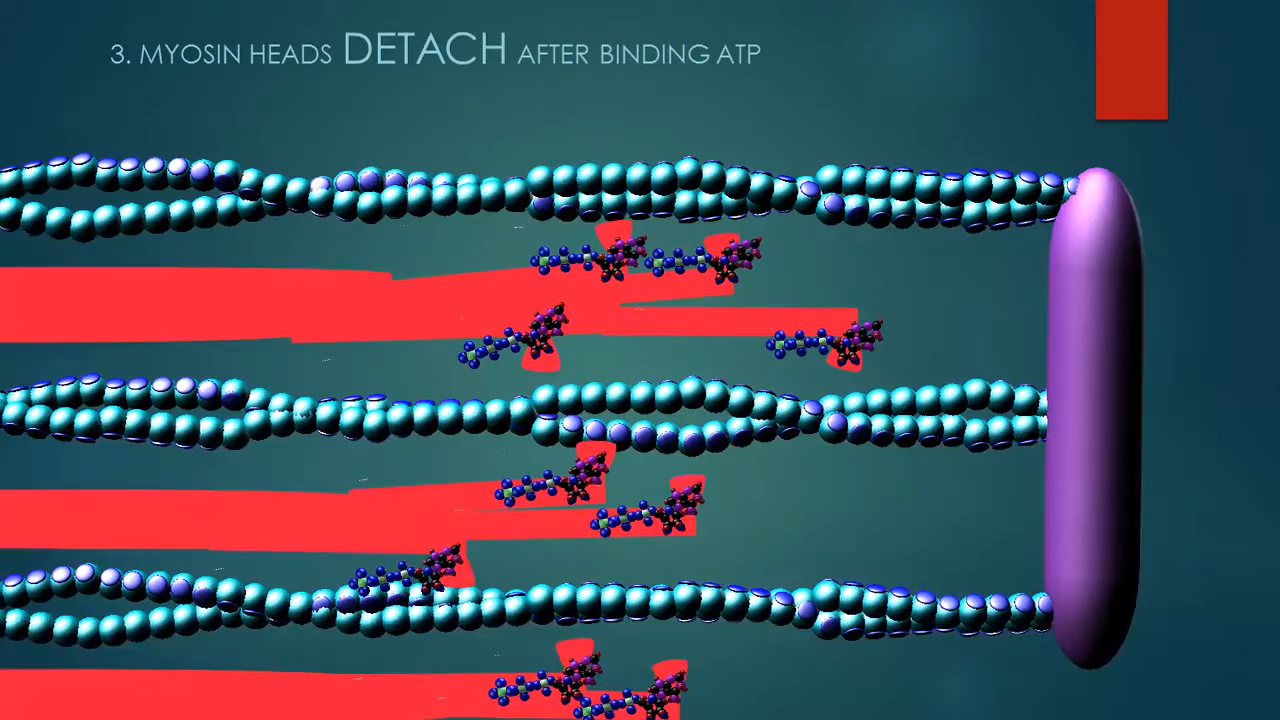 3. MYOSIN HEADS DETACH AFTER BINDING ATP